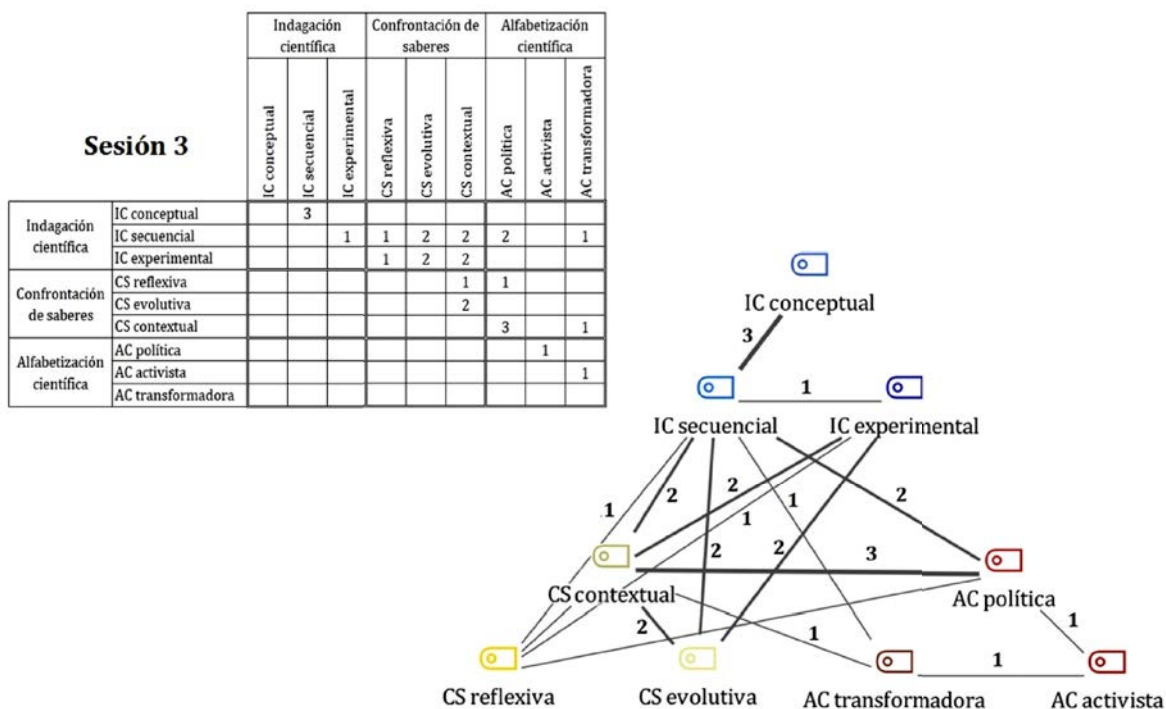 Indagación
científica
Confrontación de
saberes
Alfabetización
científica
IC conceptual
IC secuencial
IC experimental
CS reflexiva
CS evolutiva
CS contextual
AC política
AC activista
AC transformadora
Sesión 3
Indagación
científica
IC conceptual 3
IC secuencial 1 1 2 2 2 1
IC experimental 1 2 2
Confrontación
de saberes
CS reflexiva 1 1
CS evolutiva 2
CS contextual 3 1
Alfabetización
científica
AC política 1
AC activista 1
AC transformadora
IC conceptual
3
1
IC secuencial IC experimental
2 2 1 2
1 1
2 2 3
CS contextual AC política
2 1 1
1
CS reflexiva CS evolutiva AC transformadora AC activista